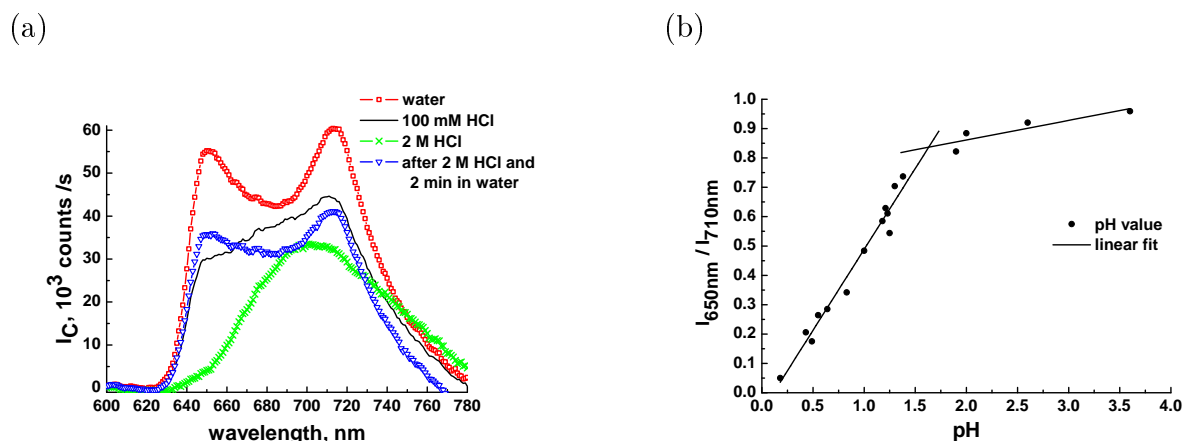 (a)
water
100 mM HCl
2 M HCl
after 2 M HCl and
2 min in water
60
50
40
30
20
10
0
I_C, 10^3 counts /s
600 620 640 660 680 700 720 740 760 780
wavelength, nm
(b)
1.0
0.9
0.8
0.7
0.6
0.5
0.4
0.3
0.2
0.1
0.0
I_650nm / I_710nm
pH value
linear fit
0.0 0.5 1.0 1.5 2.0 2.5 3.0 3.5 4.0
pH